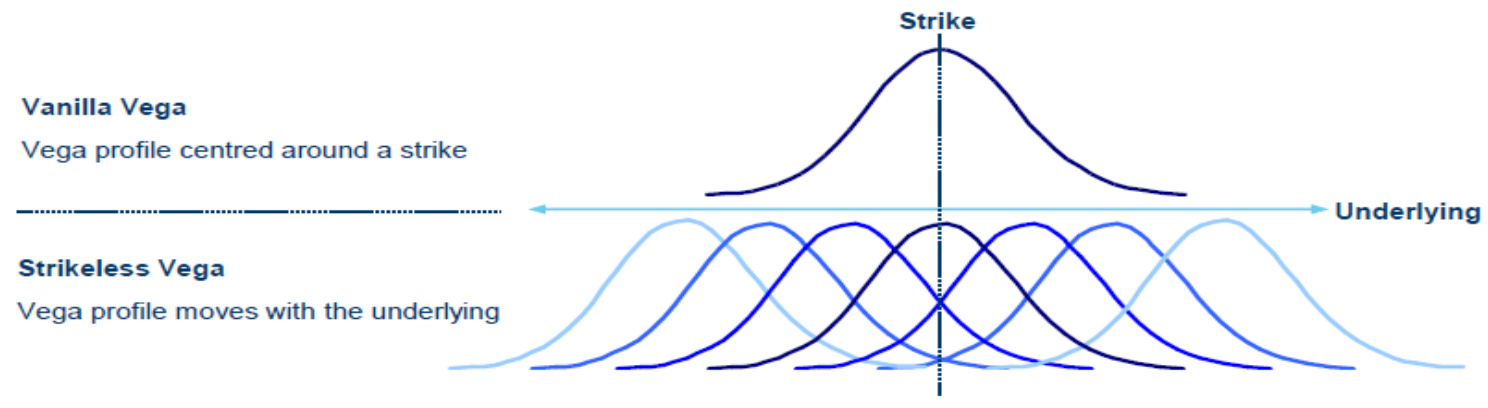 Strike
Vanilla Vega
Vega profile centred around a strike
Underlying
Strikeless Vega
Vega profile moves with the underlying